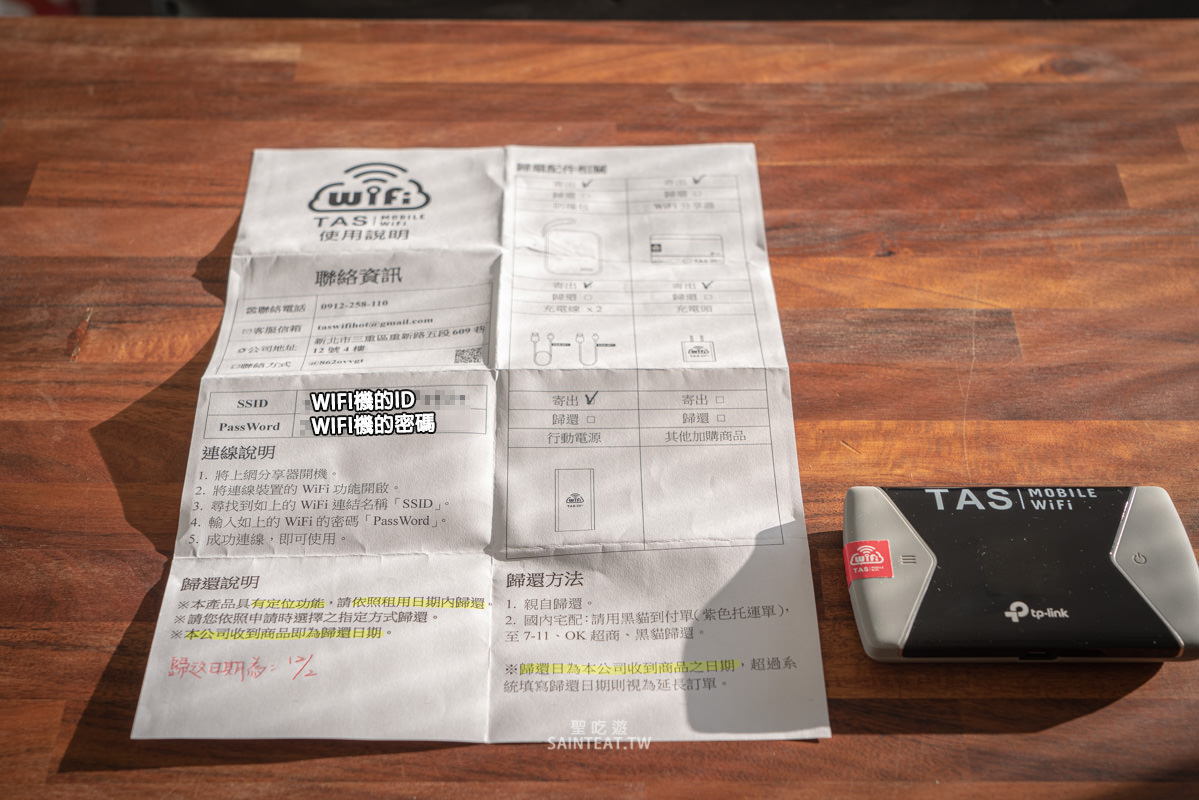 WiFi
TAS | MOBILE WiFi
使用說明
聯絡資訊
聯絡電話 0912-258-110
客服信箱 taswifihot@gmail.com
公司地址 新北市三重區重新路五段 609 巷
12 號 4 樓
聯絡方式
SSID WIFI機的ID
PassWord WIFI機的密碼
連線說明
1. 將上網分享器開機。
2. 將連線裝置的 WiFi 功能開啟。
3. 尋找到如上的 WiFi 連結名稱「SSID」。
4. 輸入如上的 WiFi 的密碼「PassWord」。
5. 成功連線，即可使用。
歸還說明
※本產品具有定位功能，請依照租用日期內歸還。
※請您依照申請時選擇之指定方式歸還。
※本公司收到商品即為歸還日期。
歸还日期為：12/2
歸還配件相關
寄出 ✓ 寄出 ✓
歸還 □ 歸還 □
防撞包 WiFi 分享器
寄出 ✓ 寄出 ✓
歸還 □ 歸還 □
充電線 x 2 充電頭
寄出 ✓ 寄出 □
歸還 □ 歸還 □
行動電源 其他加購商品
歸還方法
1. 親自歸還。
2. 國內宅配：請用黑貓到付單(紫色托運單)，
至 7-11、OK 超商、黑貓歸還。
※歸還日為本公司收到商品之日期，超過系
統填寫歸還日期則視為延長訂單。
TAS | MOBILE WiFi
WiFi
TAS
tp-link
聖吃遊
SAINTEAT.TW